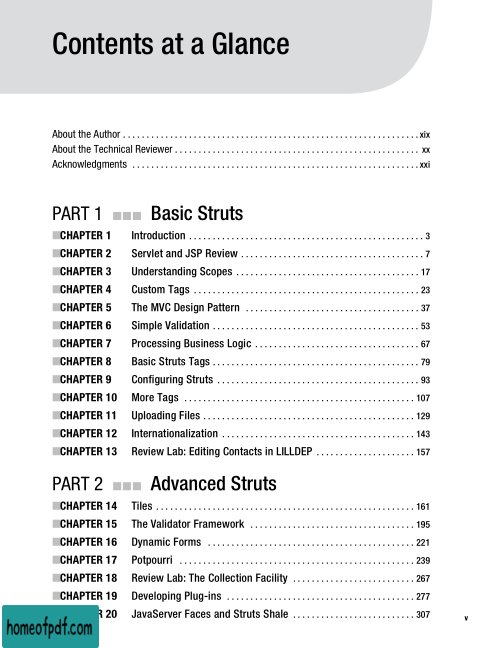 Contents at a Glance
About the Author . . . . . . . . . . . . . . . . . . . . . . . . . . . . . . . . . . . . . . . . xix
About the Technical Reviewer . . . . . . . . . . . . . . . . . . . . . . . . . . . . . . . . xx
Acknowledgments . . . . . . . . . . . . . . . . . . . . . . . . . . . . . . . . . . . . . . . . xxi
PART 1 ■■■ Basic Struts
■CHAPTER 1 Introduction . . . . . . . . . . . . . . . . . . . . . . . . . . . . . . . . 3
■CHAPTER 2 Servlet and JSP Review . . . . . . . . . . . . . . . . . . . . . . . . 7
■CHAPTER 3 Understanding Scopes . . . . . . . . . . . . . . . . . . . . . . . . 17
■CHAPTER 4 Custom Tags . . . . . . . . . . . . . . . . . . . . . . . . . . . . . . . . 23
■CHAPTER 5 The MVC Design Pattern . . . . . . . . . . . . . . . . . . . . . . . . 37
■CHAPTER 6 Simple Validation . . . . . . . . . . . . . . . . . . . . . . . . . . . . 53
■CHAPTER 7 Processing Business Logic . . . . . . . . . . . . . . . . . . . . . . 67
■CHAPTER 8 Basic Struts Tags . . . . . . . . . . . . . . . . . . . . . . . . . . . . 79
■CHAPTER 9 Configuring Struts . . . . . . . . . . . . . . . . . . . . . . . . . . . . 93
■CHAPTER 10 More Tags . . . . . . . . . . . . . . . . . . . . . . . . . . . . . . . . 107
■CHAPTER 11 Uploading Files . . . . . . . . . . . . . . . . . . . . . . . . . . . . 129
■CHAPTER 12 Internationalization . . . . . . . . . . . . . . . . . . . . . . . . . . 143
■CHAPTER 13 Review Lab: Editing Contacts in LILLDEP . . . . . . . . . . . . . . 157
PART 2 ■■■ Advanced Struts
■CHAPTER 14 Tiles . . . . . . . . . . . . . . . . . . . . . . . . . . . . . . . . . . . . 161
■CHAPTER 15 The Validator Framework . . . . . . . . . . . . . . . . . . . . . . 195
■CHAPTER 16 Dynamic Forms . . . . . . . . . . . . . . . . . . . . . . . . . . . . 221
■CHAPTER 17 Potpourri . . . . . . . . . . . . . . . . . . . . . . . . . . . . . . . . 239
■CHAPTER 18 Review Lab: The Collection Facility . . . . . . . . . . . . . . . . 267
■CHAPTER 19 Developing Plug-ins . . . . . . . . . . . . . . . . . . . . . . . . . . 277
R 20 JavaServer Faces and Struts Shale . . . . . . . . . . . . . . . . . . . . 307
v
homeofpdf.com